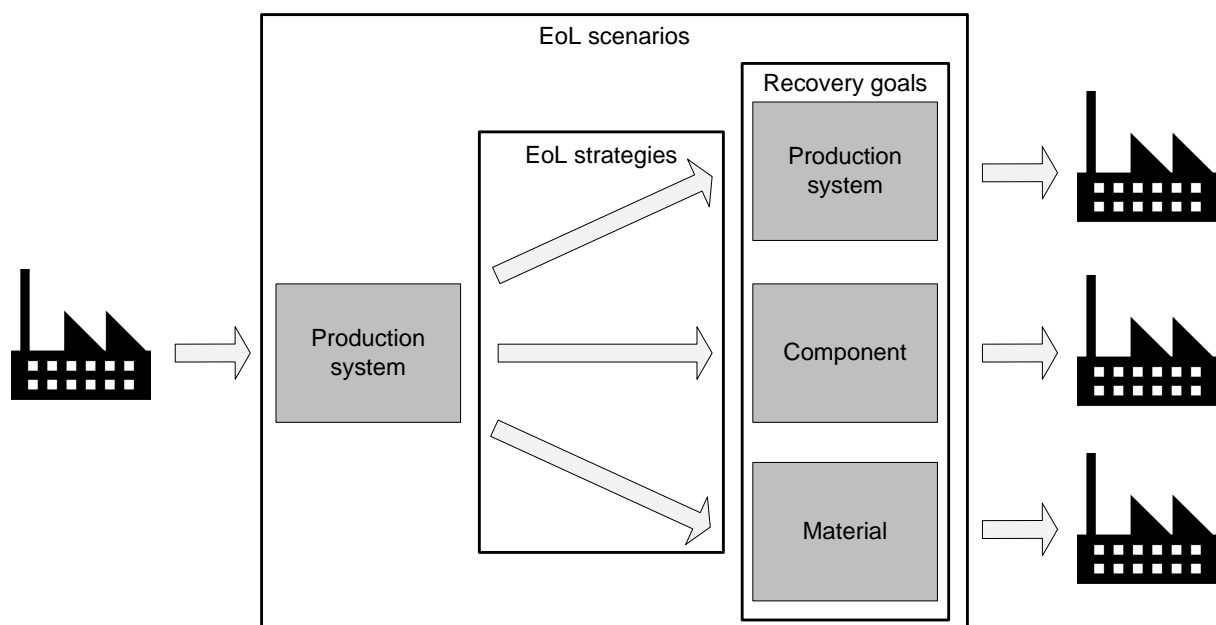 EoL scenarios
Recovery goals
EoL strategies
Production
system
Production
system
Component
Material